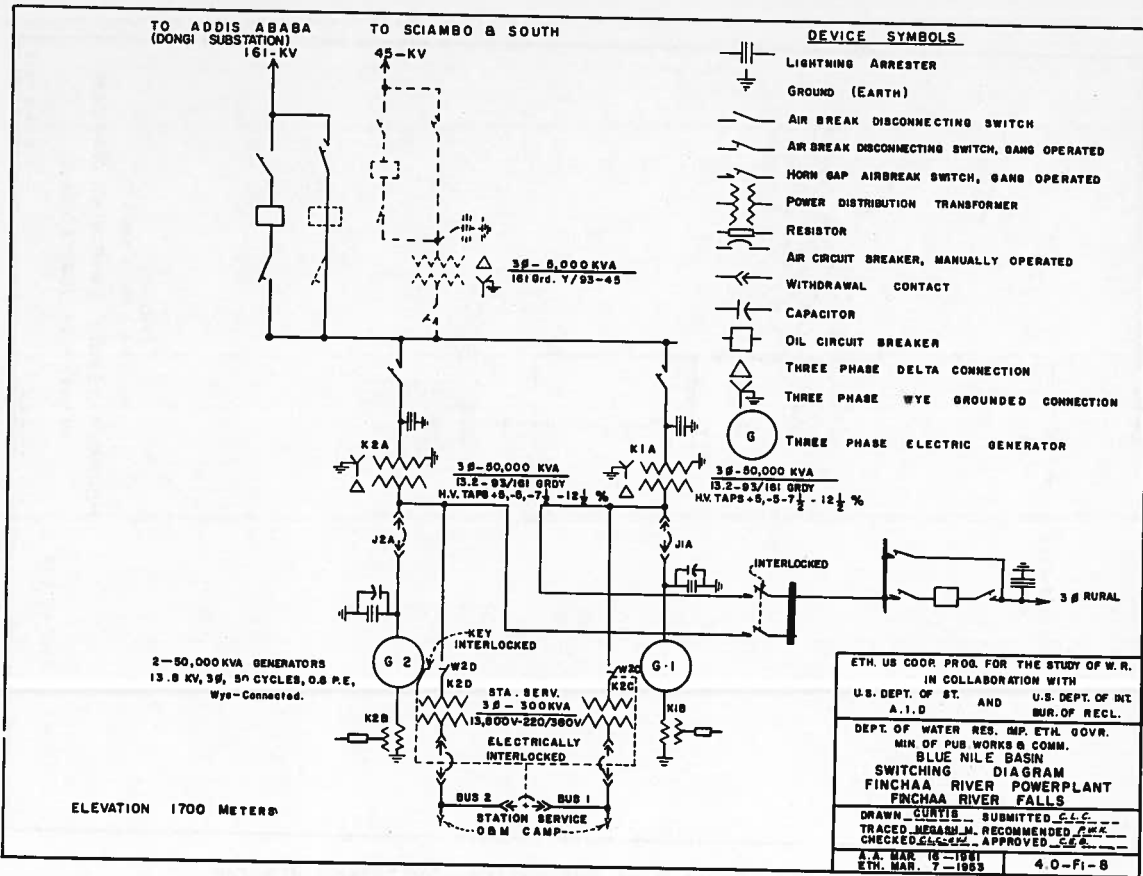 TO ADDIS ABABA
(DONGI SUBSTATION)
161-KV
TO SCIAMBO & SOUTH
45-KV
DEVICE SYMBOLS
LIGHTNING ARRESTER
GROUND (EARTH)
AIR BREAK DISCONNECTING SWITCH
AIR BREAK DISCONNECTING SWITCH, GANG OPERATED
HORN GAP AIRBREAK SWITCH, GANG OPERATED
POWER DISTRIBUTION TRANSFORMER
RESISTOR
AIR CIRCUIT BREAKER, MANUALLY OPERATED
WITHDRAWAL CONTACT
CAPACITOR
OIL CIRCUIT BREAKER
THREE PHASE DELTA CONNECTION
THREE PHASE WYE GROUNDED CONNECTION
G THREE PHASE ELECTRIC GENERATOR
3Ø-5,000 KVA
161 Grd. Y/93-45
K2A
3Ø-50,000 KVA
13.2-93/161 GRDY
H.V. TAPS +5,-5,-7½ -12½ %
K1A
3Ø-50,000 KVA
13.2-93/161 GRDY
H.V. TAPS +5,-5-7½ -12½ %
J2A
J1A
INTERLOCKED
3Ø RURAL
G 2
KEY
INTERLOCKED
W2D
K2D
W2C
K2C
G-1
2-50,000 KVA GENERATORS
13.8 KV, 3Ø, 50 CYCLES, 0.8 P.F.,
Wye-Connected.
STA. SERV.
3Ø - 300KVA
13,800V-220/380V
K2B
K1B
ELECTRICALLY
INTERLOCKED
BUS 2
BUS 1
STATION SERVICE
O&M CAMP
ELEVATION 1700 METERS
ETH. US COOP. PROG. FOR THE STUDY OF W.R.
IN COLLABORATION WITH
U.S. DEPT. OF ST. AND U.S. DEPT. OF INT.
A.I.D BUR. OF RECL.
DEPT. OF WATER RES. IMP. ETH. GOVR.
MIN OF PUB WORKS & COMM.
BLUE NILE BASIN
SWITCHING DIAGRAM
FINCHAA RIVER POWERPLANT
FINCHAA RIVER FALLS
DRAWN CURTIS SUBMITTED C.L.C.
TRACED NEGASH M. RECOMMENDED
CHECKED APPROVED
A.A. MAR. 16-1961
ETH. MAR. 7-1953
4.0-FI-8